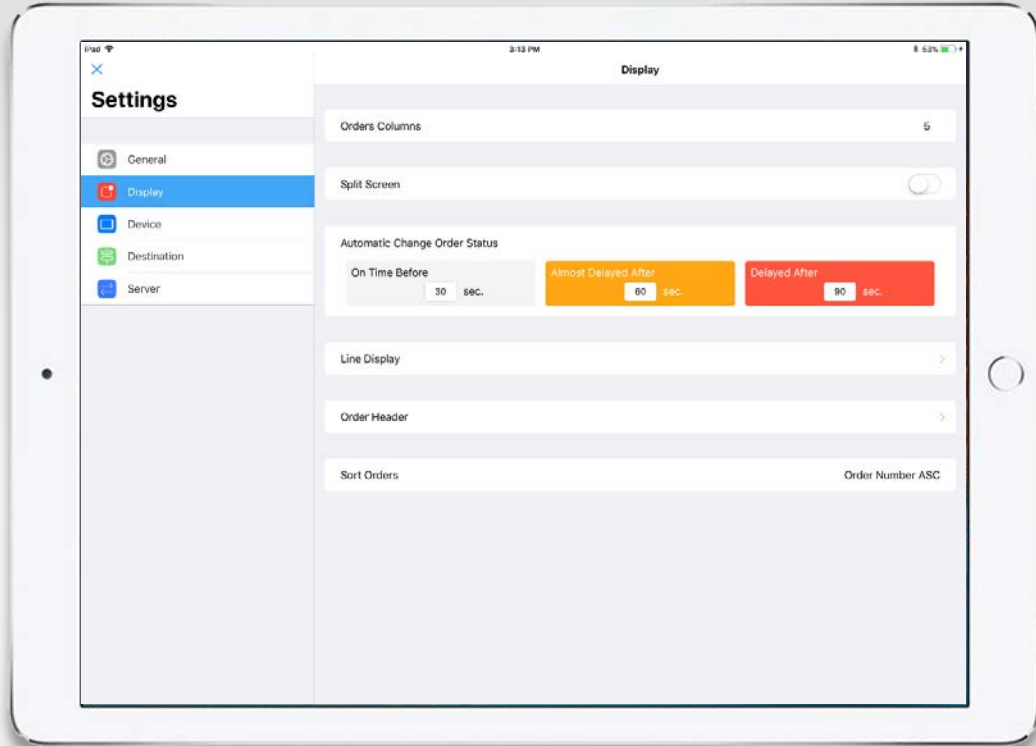 iPad 3:13 PM 63%
Display
Settings
Orders Columns 5
General
Display
Split Screen
Device
Destination
Server
Automatic Change Order Status
On Time Before Almost Delayed After Delayed After
30 sec. 60 sec. 90 sec.
Line Display
Order Header
Sort Orders Order Number ASC